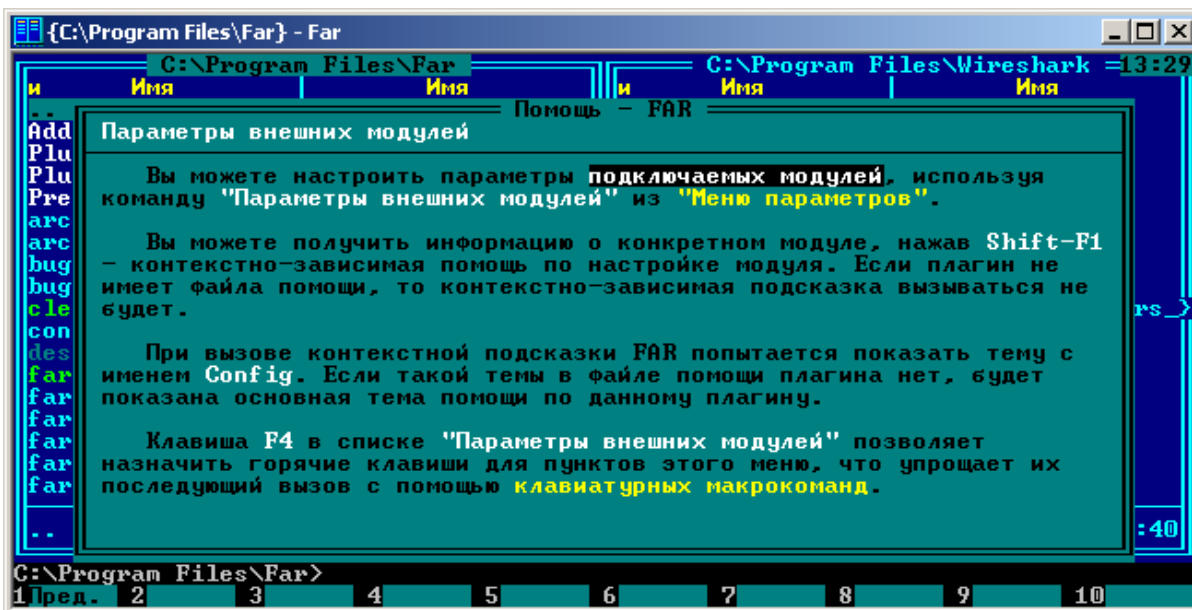 {C:\Program Files\Far} - Far
C:\Program Files\Far
C:\Program Files\Wireshark
13:29
и Имя Имя и Имя Имя
..
Помощь - FAR
Add
Параметры внешних модулей
Plu
Plu
Вы можете настроить параметры подключаемых модулей, используя
Pre
команду "Параметры внешних модулей" из "Меню параметров".
arc
arc
Вы можете получить информацию о конкретном модуле, нажав Shift-F1
bug
- контекстно-зависимая помощь по настройке модуля. Если плагин не
bug
имеет файла помощи, то контекстно-зависимая подсказка вызываться не
cle
будет.
rs_}
con
des
При вызове контекстной подсказки FAR попытается показать тему с
far
именем Config. Если такой темы в файле помощи плагина нет, будет
far
показана основная тема помощи по данному плагину.
far
far
Клавиша F4 в списке "Параметры внешних модулей" позволяет
far
назначить горячие клавиши для пунктов этого меню, что упрощает их
far
последующий вызов с помощью клавиатурных макрокоманд.
..
:40
C:\Program Files\Far>
1Пред. 2 3 4 5 6 7 8 9 10